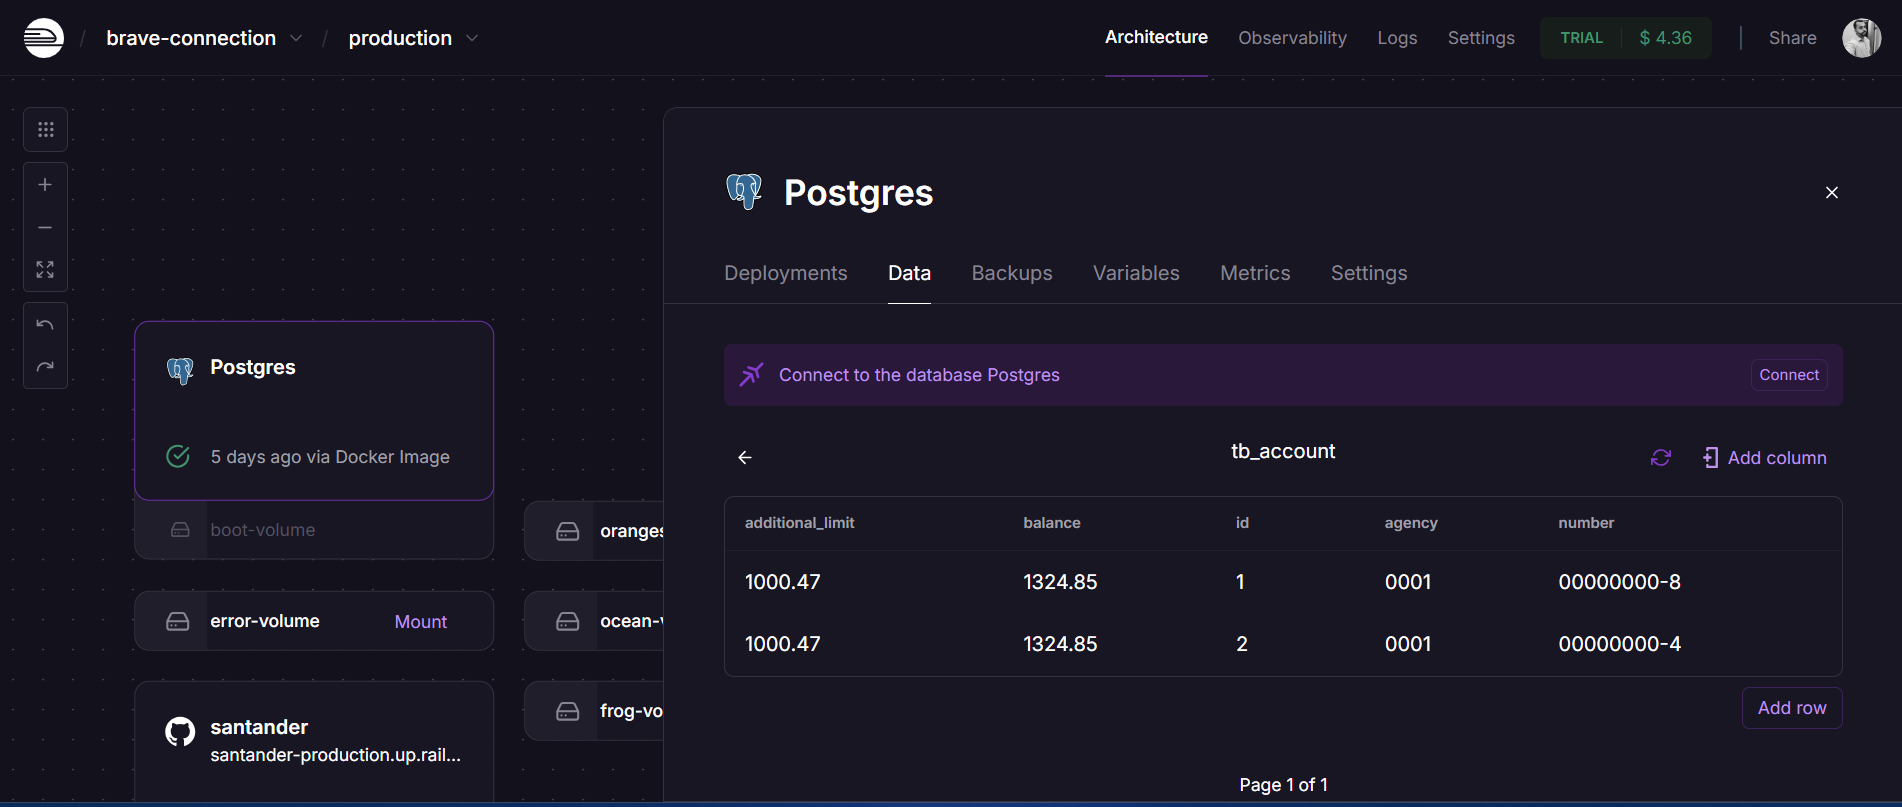 / brave-connection / production
Architecture Observability Logs Settings TRIAL $ 4.36 Share
Postgres
Deployments Data Backups Variables Metrics Settings
Connect to the database Postgres Connect
tb_account
Add column
additional_limit balance id agency number
1000.47 1324.85 1 0001 00000000-8
1000.47 1324.85 2 0001 00000000-4
Add row
Page 1 of 1
Postgres
5 days ago via Docker Image
boot-volume
error-volume Mount
santander
santander-production.up.rail...
oranges
ocean-v
frog-vo